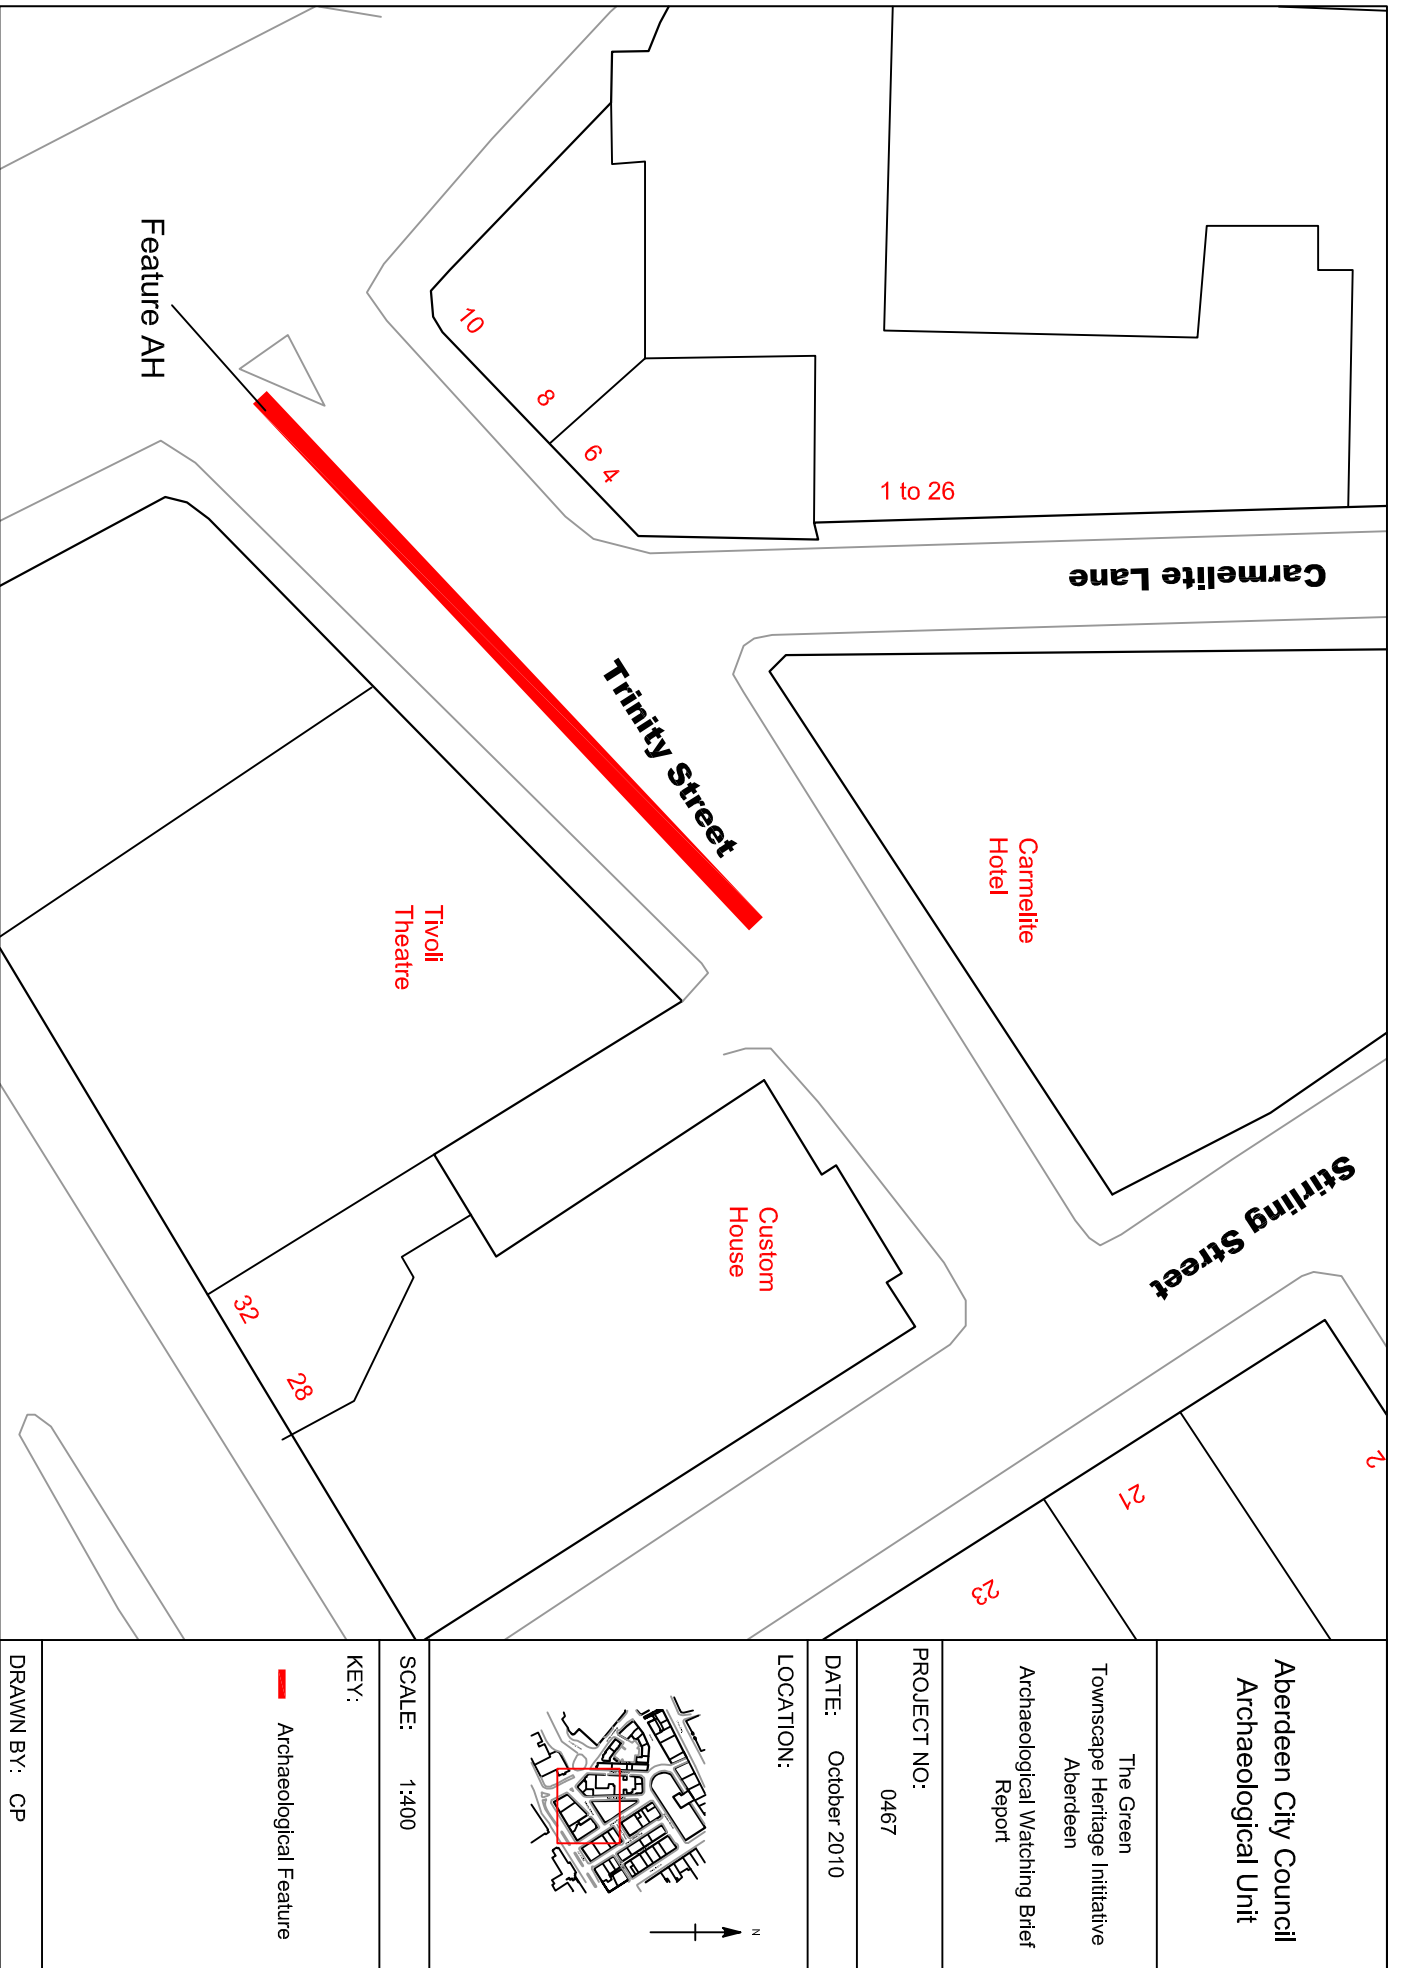 Feature AH
10
8
6
4
1 to 26
Carmelite Lane
Trinity Street
Carmelite
Hotel
Tivoli
Theatre
Custom
House
Stirling Street
32
28
2
21
23
Aberdeen City Council
Archaeological Unit
The Green
Townscape Heritage Inititative
Aberdeen
Archaeological Watching Brief
Report
PROJECT NO:
0467
DATE: October 2010
LOCATION:
N
SCALE: 1:400
KEY:
Archaeological Feature
DRAWN BY: CP